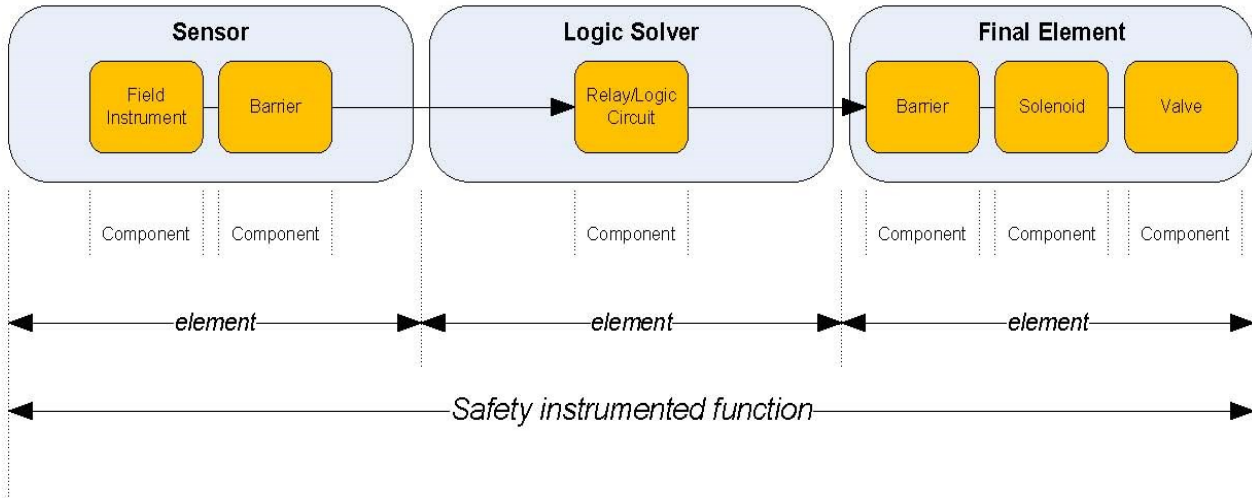 Sensor
Logic Solver
Final Element
Field
Instrument
Barrier
Relay/Logic
Circuit
Barrier
Solenoid
Valve
Component
Component
Component
Component
Component
Component
element
element
element
Safety instrumented function